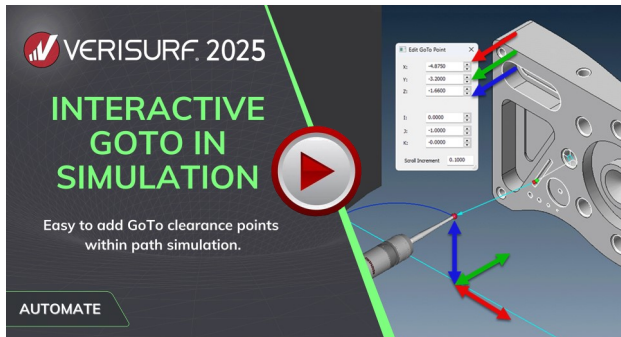 VERISURF. 2025
INTERACTIVE
GOTO IN
SIMULATION
Easy to add GoTo clearance points
within path simulation.
AUTOMATE
Edit GoTo Point
X: -4.8750
Y: -3.2000
Z: -1.6600
I: 0.0000
J: -1.0000
K: -0.0000
Scroll Increment 0.1000